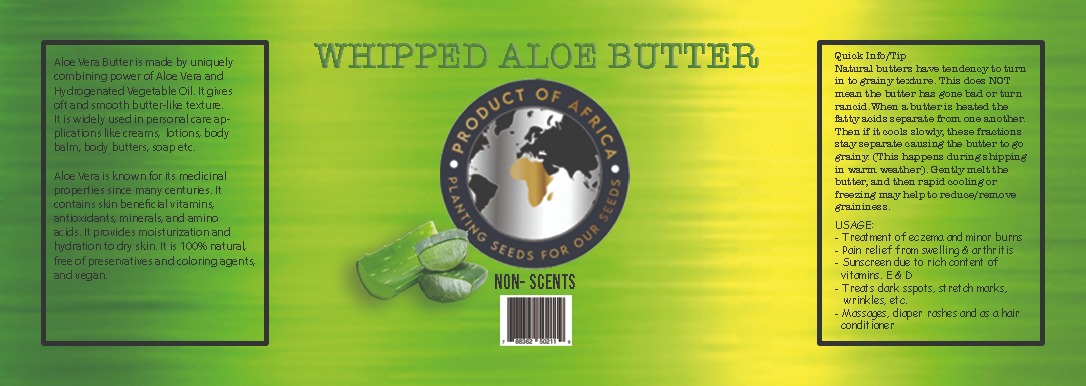 Aloe Vera Butter is made by uniquely
combining power of Aloe Vera and
Hydrogenated Vegetable Oil. It gives
oft and smooth butter-like texture.
It is widely used in personal care ap-
plications like creams, lotions, body
balm, body butters, soap etc.
Aloe Vera is known for its medicinal
properties since many centuries. It
contains skin beneficial vitamins,
antioxidants, minerals, and amino
acids. It provides moisturization and
hydration to dry skin. It is 100% natural,
free of preservatives and coloring agents,
and vegan.
WHIPPED ALOE BUTTER
PRODUCT OF AFRICA
PLANTING SEEDS FOR OUR SEEDS
NON- SCENTS
7 68362 50211 9
Quick Info/Tip
Natural butters have tendency to turn
in to grainy texture. This does NOT
mean the butter has gone bad or turn
rancid. When a butter is heated the
fatty acids separate from one another.
Then if it cools slowly, these fractions
stay separate causing the butter to go
grainy. (This happens during shipping
in warm weather). Gently melt the
butter, and then rapid cooling or
freezing may help to reduce/remove
graininess.
USAGE:
- Treatment of eczema and minor burns
- Pain relief from swelling & arthritis
- Sunscreen due to rich content of
vitamins. E & D
- Treats dark sspots, stretch marks,
wrinkles, etc.
- Massages, diaper rashes and as a hair
conditioner